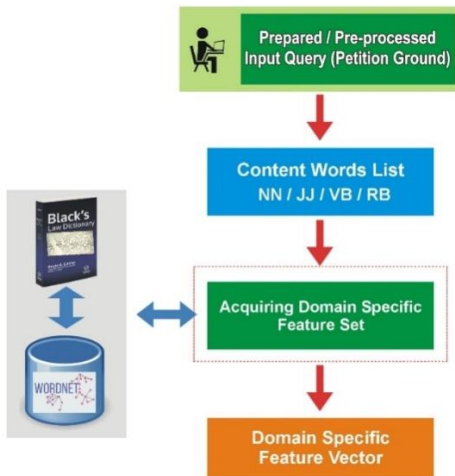 Prepared / Pre-processed
Input Query (Petition Ground)
Content Words List
NN / JJ / VB / RB
Black's
Law Dictionary
Acquiring Domain Specific
Feature Set
WORDNET
Domain Specific
Feature Vector